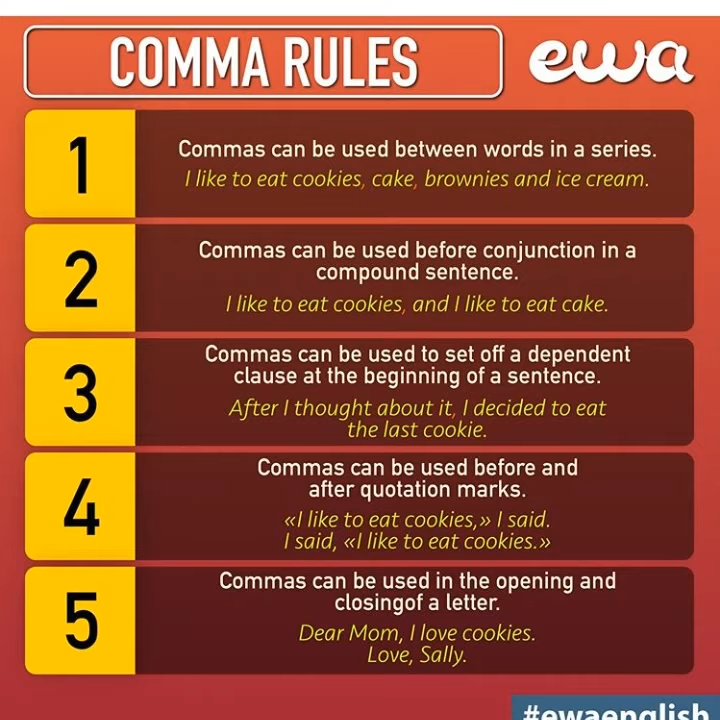 COMMA RULES
ewa
1
Commas can be used between words in a series.
I like to eat cookies, cake, brownies and ice cream.
2
Commas can be used before conjunction in a
compound sentence.
I like to eat cookies, and I like to eat cake.
3
Commas can be used to set off a dependent
clause at the beginning of a sentence.
After I thought about it, I decided to eat
the last cookie.
4
Commas can be used before and
after quotation marks.
«I like to eat cookies,» I said.
I said, «I like to eat cookies.»
5
Commas can be used in the opening and
closingof a letter.
Dear Mom, I love cookies.
Love, Sally.
#ewaenglish